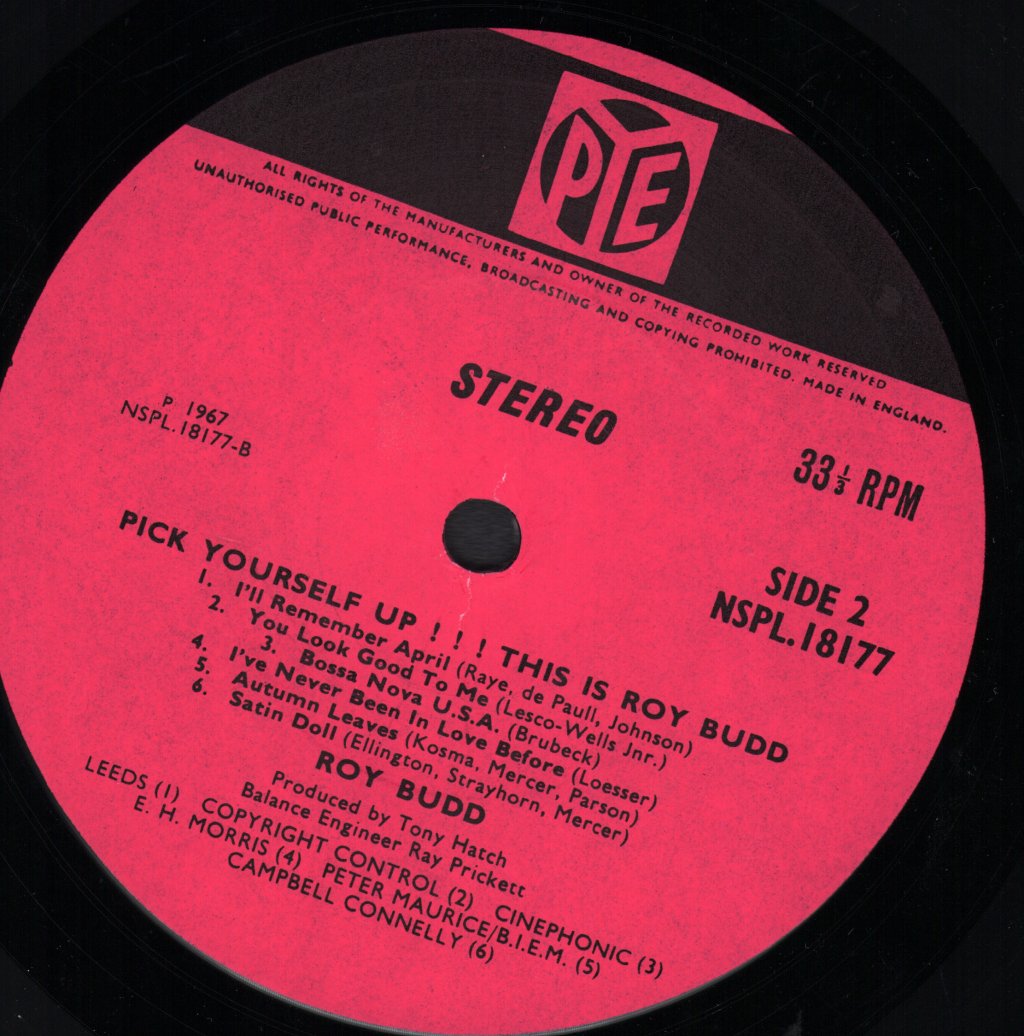 PYE
ALL RIGHTS OF THE MANUFACTURERS AND OWNER OF THE RECORDED WORK RESERVED
UNAUTHORISED PUBLIC PERFORMANCE, BROADCASTING AND COPYING PROHIBITED. MADE IN ENGLAND.
STEREO
P 1967
NSPL.18177-B
33⅓ RPM
SIDE 2
NSPL.18177
PICK YOURSELF UP ! ! ! THIS IS ROY BUDD
1. I'll Remember April (Raye, de Paull, Johnson)
2. You Look Good To Me (Lesco-Wells Jnr.)
3. Bossa Nova U.S.A. (Brubeck)
4. I've Never Been In Love Before (Loesser)
5. Autumn Leaves (Kosma, Mercer, Parson)
6. Satin Doll (Ellington, Strayhorn, Mercer)
ROY BUDD
Produced by Tony Hatch
Balance Engineer Ray Prickett
LEEDS (1) COPYRIGHT CONTROL (2) CINEPHONIC (3)
E. H. MORRIS (4) PETER MAURICE/B.I.E.M. (5)
CAMPBELL CONNELLY (6)